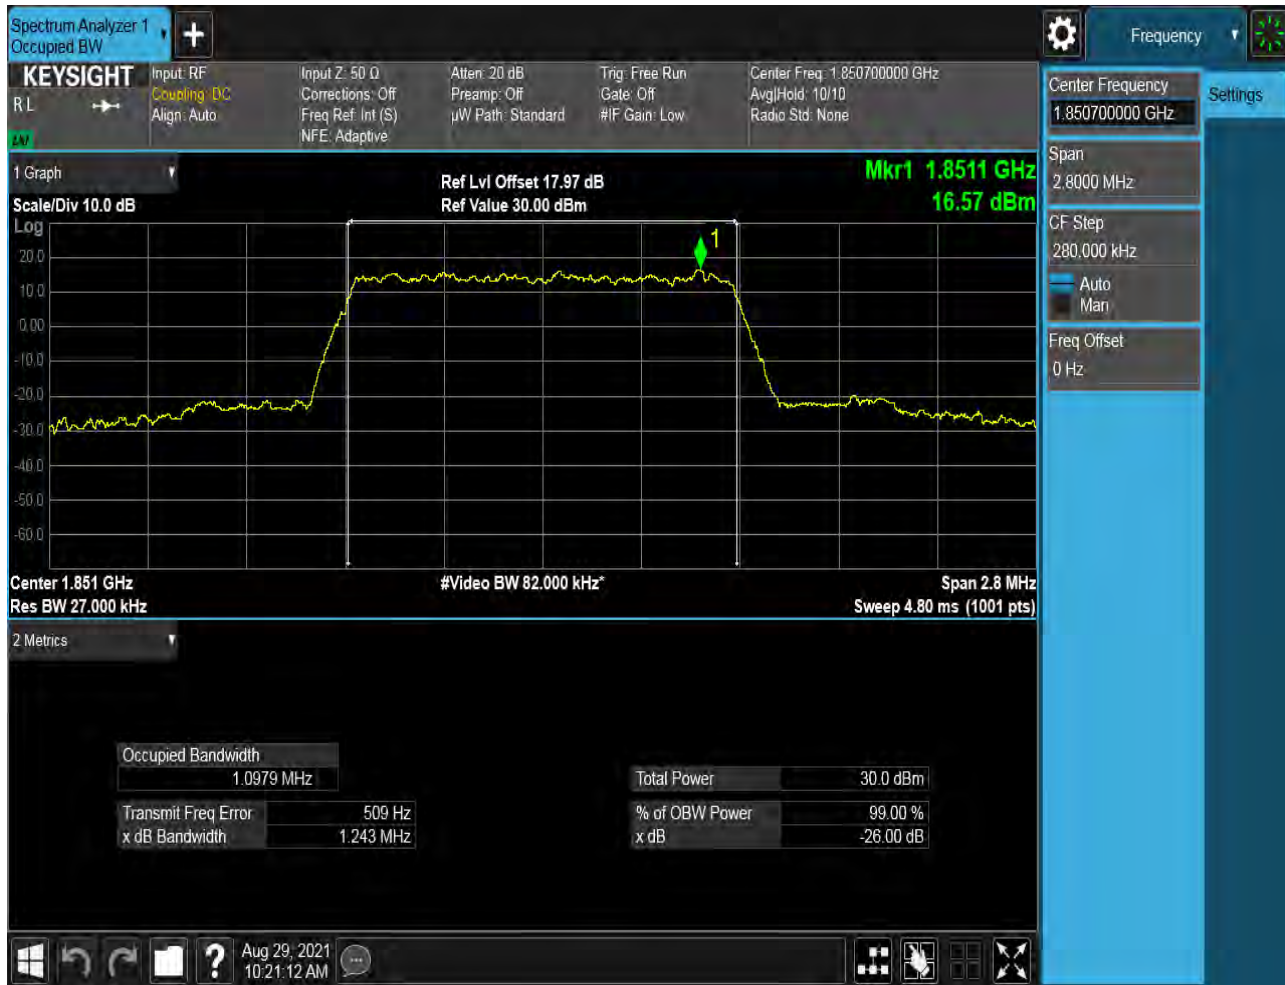 Spectrum Analyzer 1
Occupied BW
Frequency
KEYSIGHT
R L
Input: RF
Coupling: DC
Align: Auto
Input Z: 50 Ω
Corrections: Off
Freq Ref: Int (S)
NFE: Adaptive
Atten: 20 dB
Preamp: Off
µW Path: Standard
Trig: Free Run
Gate: Off
#IF Gain: Low
Center Freq: 1.850700000 GHz
Avg|Hold: 10/10
Radio Std: None
Center Frequency
1.850700000 GHz
Settings
Span
2.8000 MHz
CF Step
280.000 kHz
Auto
Man
Freq Offset
0 Hz
1 Graph
Scale/Div 10.0 dB
Ref Lvl Offset 17.97 dB
Ref Value 30.00 dBm
Mkr1 1.8511 GHz
16.57 dBm
Log
20.0
10.0
0.00
-10.0
-20.0
-30.0
-40.0
-50.0
-60.0
1
Center 1.851 GHz
#Video BW 82.000 kHz*
Span 2.8 MHz
Res BW 27.000 kHz
Sweep 4.80 ms (1001 pts)
2 Metrics
Occupied Bandwidth
1.0979 MHz
Total Power 30.0 dBm
Transmit Freq Error 509 Hz
% of OBW Power 99.00 %
x dB Bandwidth 1.243 MHz
x dB -26.00 dB
Aug 29, 2021
10:21:12 AM